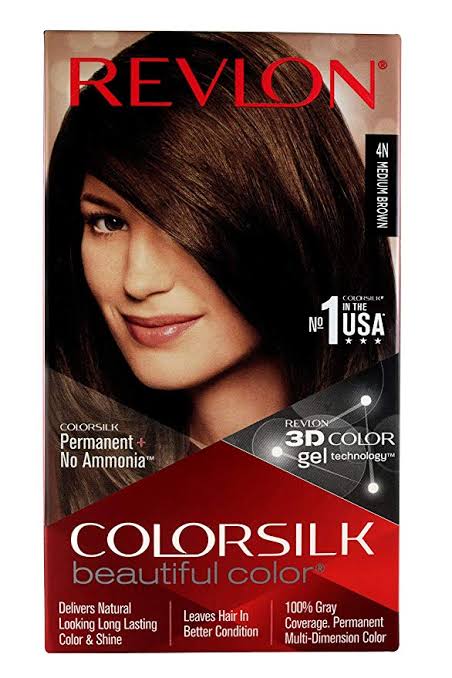 REVLON®
4N MEDIUM BROWN
COLORSILK®
No 1 IN THE USA*
COLORSILK
Permanent +
No Ammonia™
REVLON
3D COLOR
gel technology™
COLORSILK
beautiful color®
Delivers Natural
Looking Long Lasting
Color & Shine
Leaves Hair In
Better Condition
100% Gray
Coverage. Permanent
Multi-Dimension Color